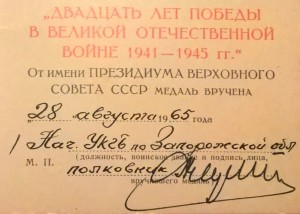 „ДВАДЦАТЬ ЛЕТ ПОБЕДЫ
В ВЕЛИКОЙ ОТЕЧЕСТВЕННОЙ
ВОЙНЕ 1941—1945 гг.“
От имени ПРЕЗИДИУМА ВЕРХОВНОГО
СОВЕТА СССР МЕДАЛЬ ВРУЧЕНА
„28 августа 1965 года
Нач. УКГБ по Запорожской обл
М. П. (должность, воинское звание и подпись лица,
полковник вручившего медаль)